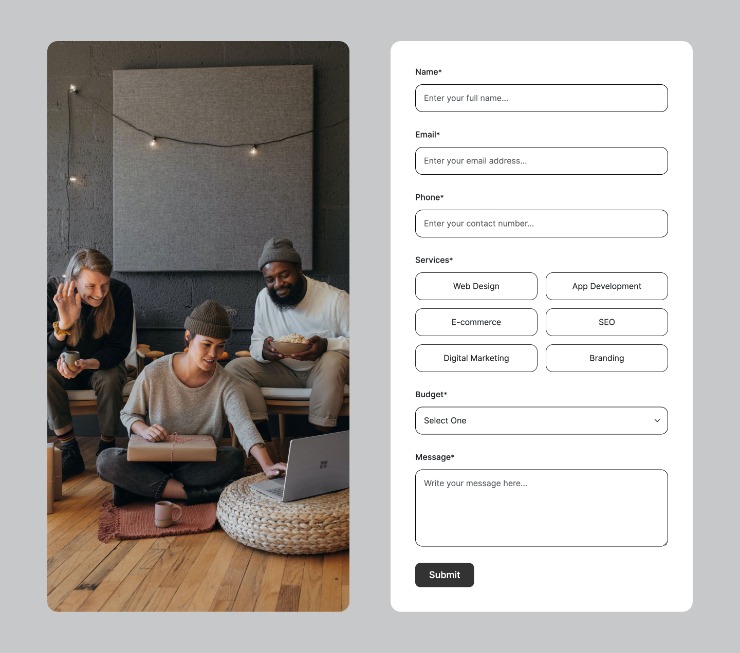 Name*
Enter your full name...
Email*
Enter your email address...
Phone*
Enter your contact number...
Services*
Web Design
App Development
E-commerce
SEO
Digital Marketing
Branding
Budget*
Select One
Message*
Write your message here...
Submit